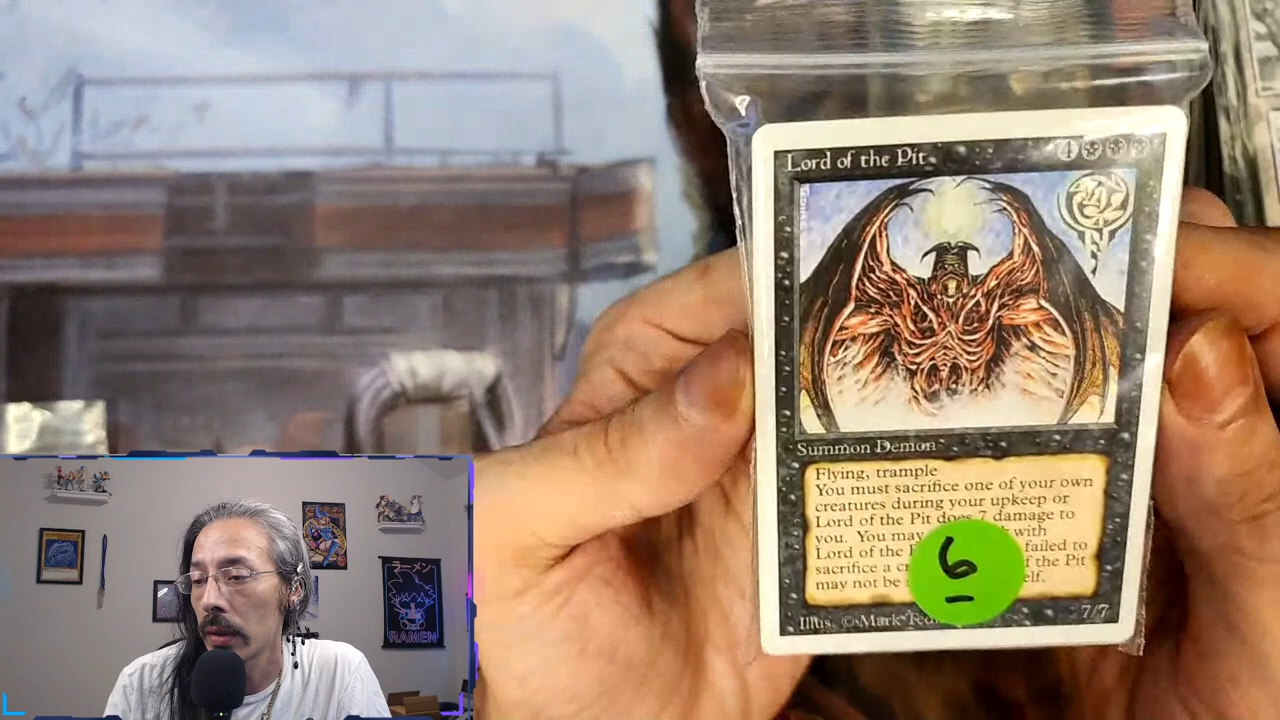 Lord of the Pit
4
Summon Demon
Flying, trample
You must sacrifice one of your own
creatures during your upkeep or
Lord of the Pit does 7 damage to
you. You may with
Lord of the failed to
sacrifice a of the Pit
may not be
6
Illus. © Mark
7/7
ラーメン
RAMEN